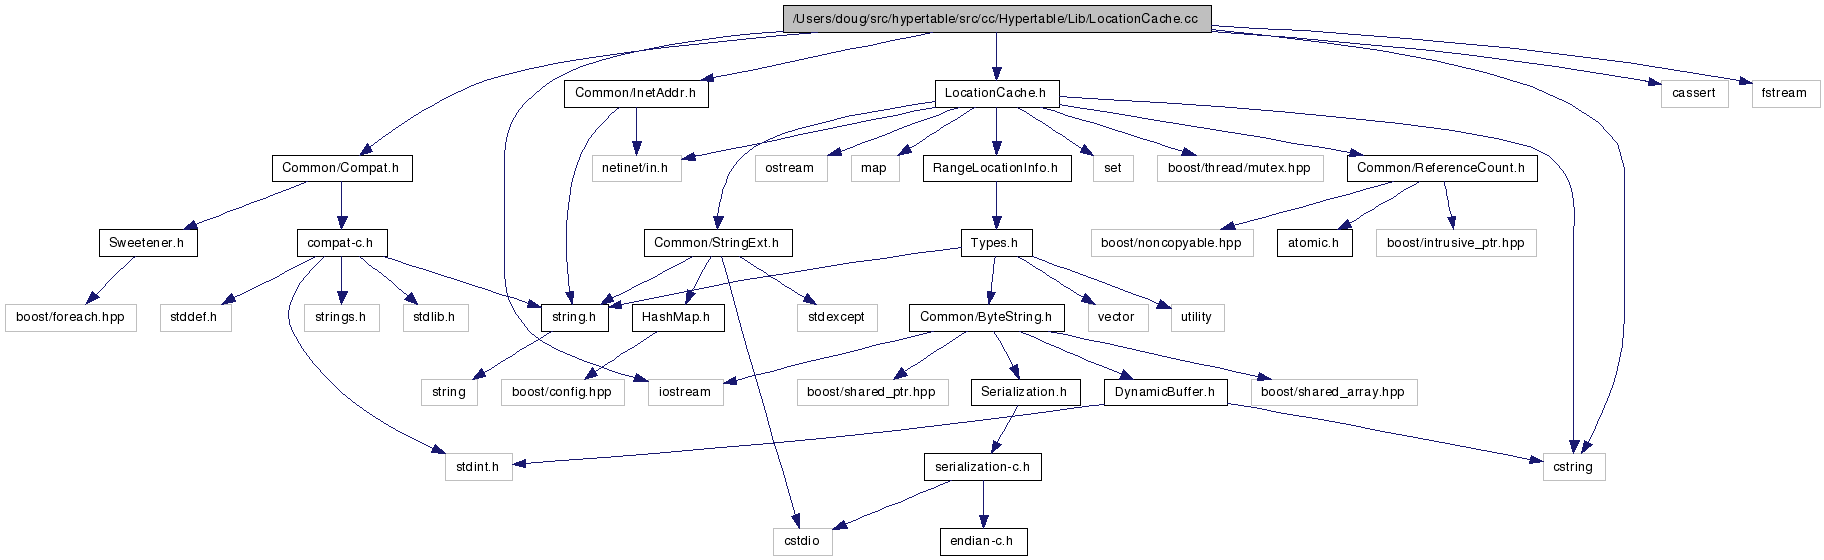 /Users/doug/src/hypertable/src/cc/Hypertable/Lib/LocationCache.cc
Common/InetAddr.h
LocationCache.h
cassert
fstream
Common/Compat.h
netinet/in.h
ostream
map
RangeLocationInfo.h
set
boost/thread/mutex.hpp
Common/ReferenceCount.h
Sweetener.h
compat-c.h
Common/StringExt.h
Types.h
boost/noncopyable.hpp
atomic.h
boost/intrusive_ptr.hpp
boost/foreach.hpp
stddef.h
strings.h
stdlib.h
string.h
HashMap.h
stdexcept
Common/ByteString.h
vector
utility
string
boost/config.hpp
iostream
boost/shared_ptr.hpp
Serialization.h
DynamicBuffer.h
boost/shared_array.hpp
stdint.h
serialization-c.h
cstring
cstdio
endian-c.h